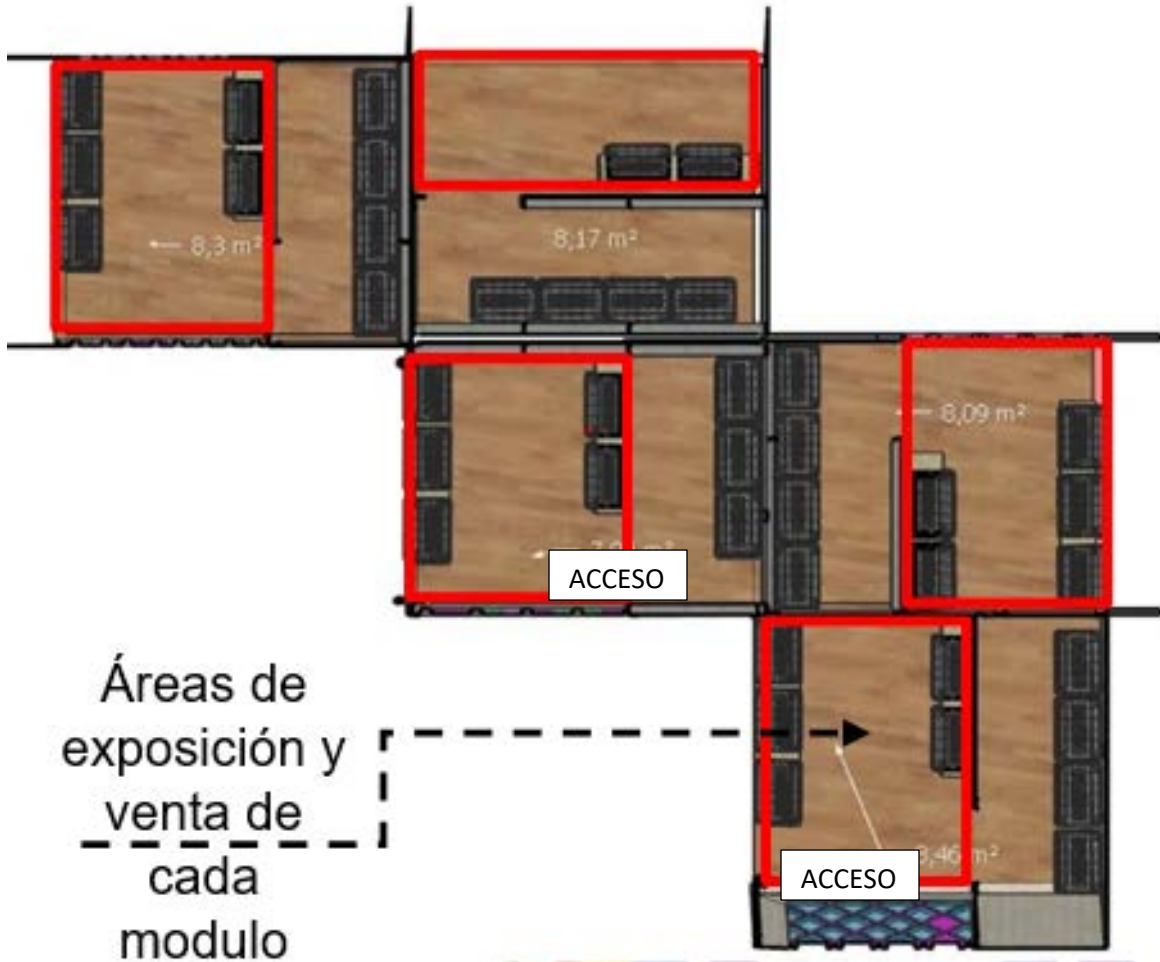 8,3 m²
8,17 m²
8,09 m²
ACCESO
Áreas de
exposición y
venta de
cada
modulo
ACCESO